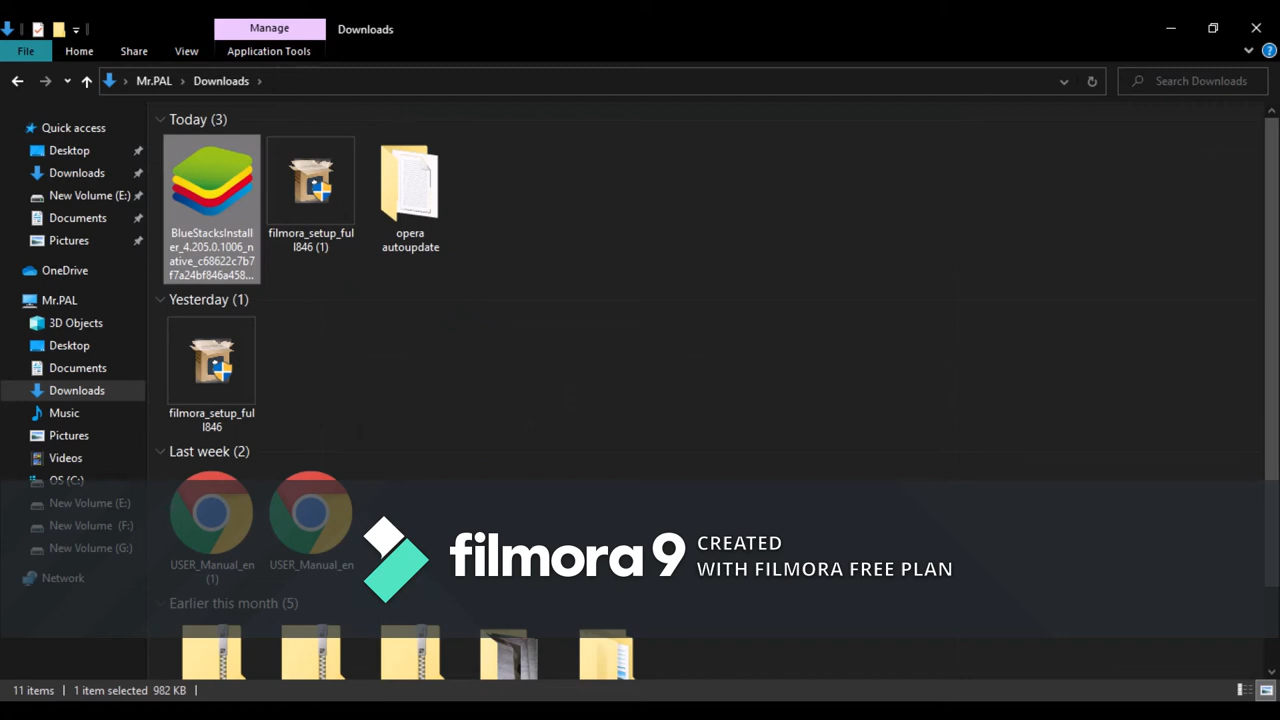 Manage
Downloads
File
Home
Share
View
Application Tools
Mr.PAL
Downloads
Search Downloads
Quick access
Desktop
Downloads
New Volume (E:)
Documents
Pictures
OneDrive
Mr.PAL
3D Objects
Desktop
Documents
Downloads
Music
Pictures
Videos
OS (C:)
New Volume (E:)
New Volume (F:)
New Volume (G:)
Network
Today (3)
BlueStacksInstall
er_4.205.0.1006_n
ative_c68622c7b7
f7a24bf846a458...
filmora_setup_ful
l846 (1)
opera
autoupdate
Yesterday (1)
filmora_setup_ful
l846
Last week (2)
USER_Manual_en
(1)
USER_Manual_en
Earlier this month (5)
filmora 9
CREATED
WITH FILMORA FREE PLAN
11 items
1 item selected 982 KB